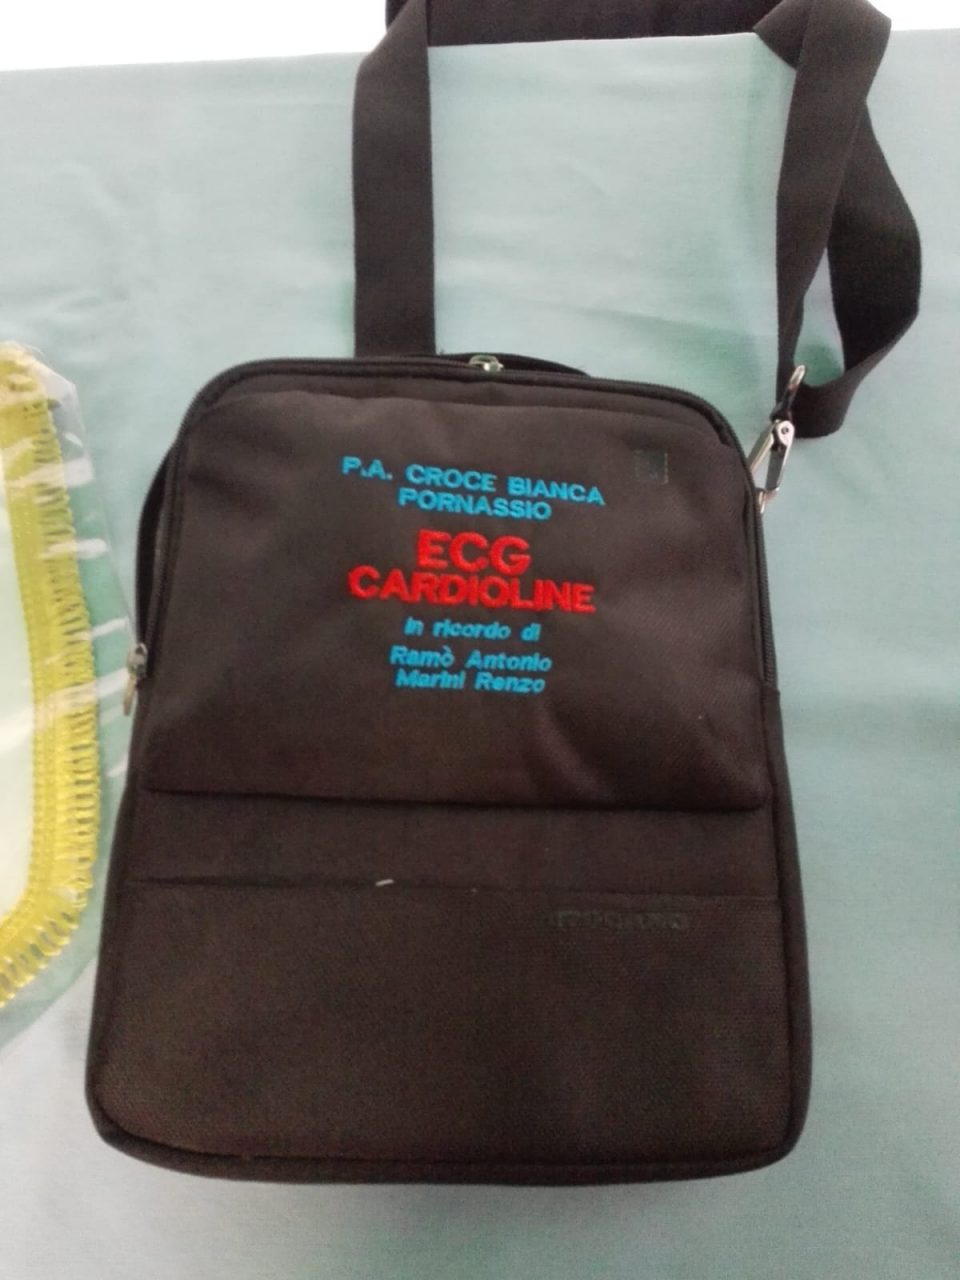 P.A. CROCE BIANCA
PORNASSIO
ECG
CARDIOLINE
In ricordo di
Ramò Antonio
Marini Renzo